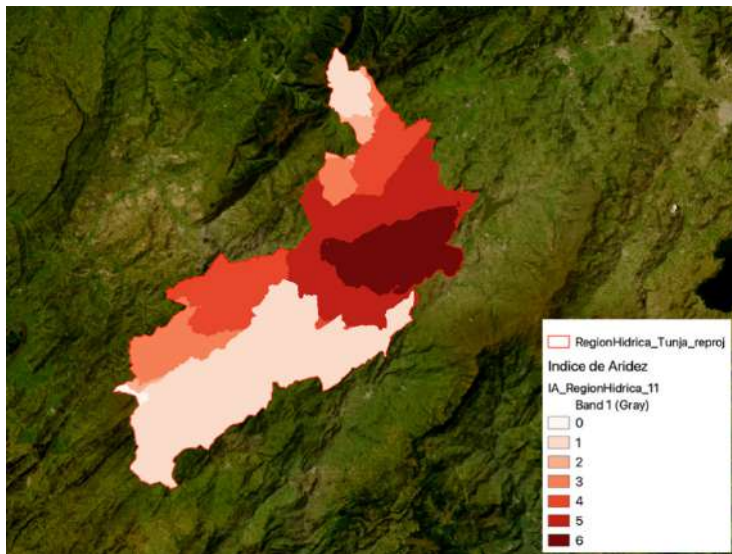 RegionHidrica_Tunja_reproj
Indice de Aridez
IA_RegionHidrica_11
Band 1 (Gray)
0
1
2
3
4
5
6